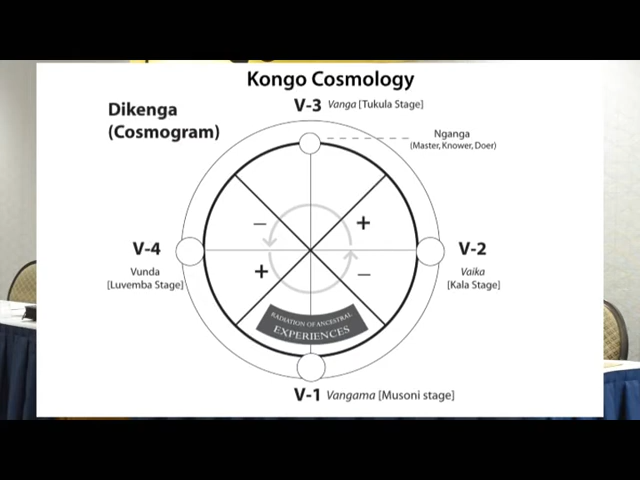 Kongo Cosmology
V-3 Vanga [Tukula Stage]
Dikenga
(Cosmogram)
Nganga
(Master, Knower, Doer)
– +
V-4
Vunda
[Luvemba Stage]
V-2
Vaika
[Kala Stage]
+ –
RADIATION OF ANCESTRAL
EXPERIENCES
V-1 Vangama [Musoni stage]